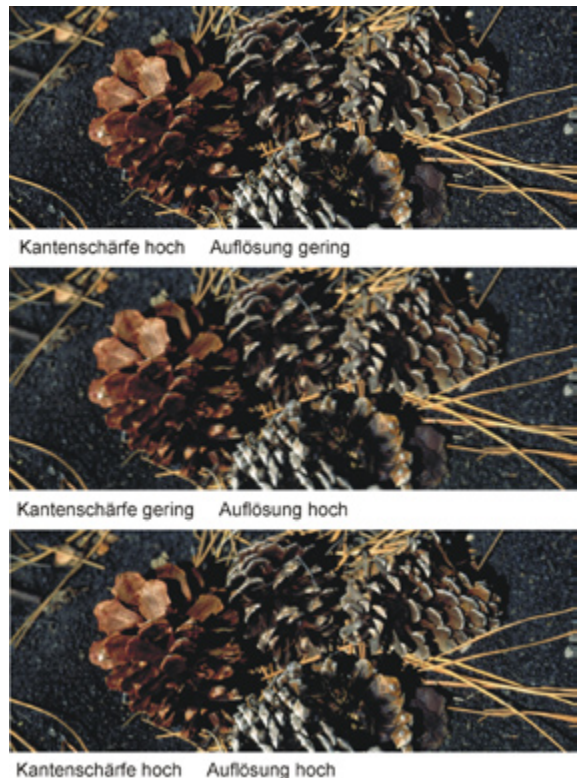 Kantenschärfe hoch Auflösung gering
Kantenschärfe gering Auflösung hoch
Kantenschärfe hoch Auflösung hoch